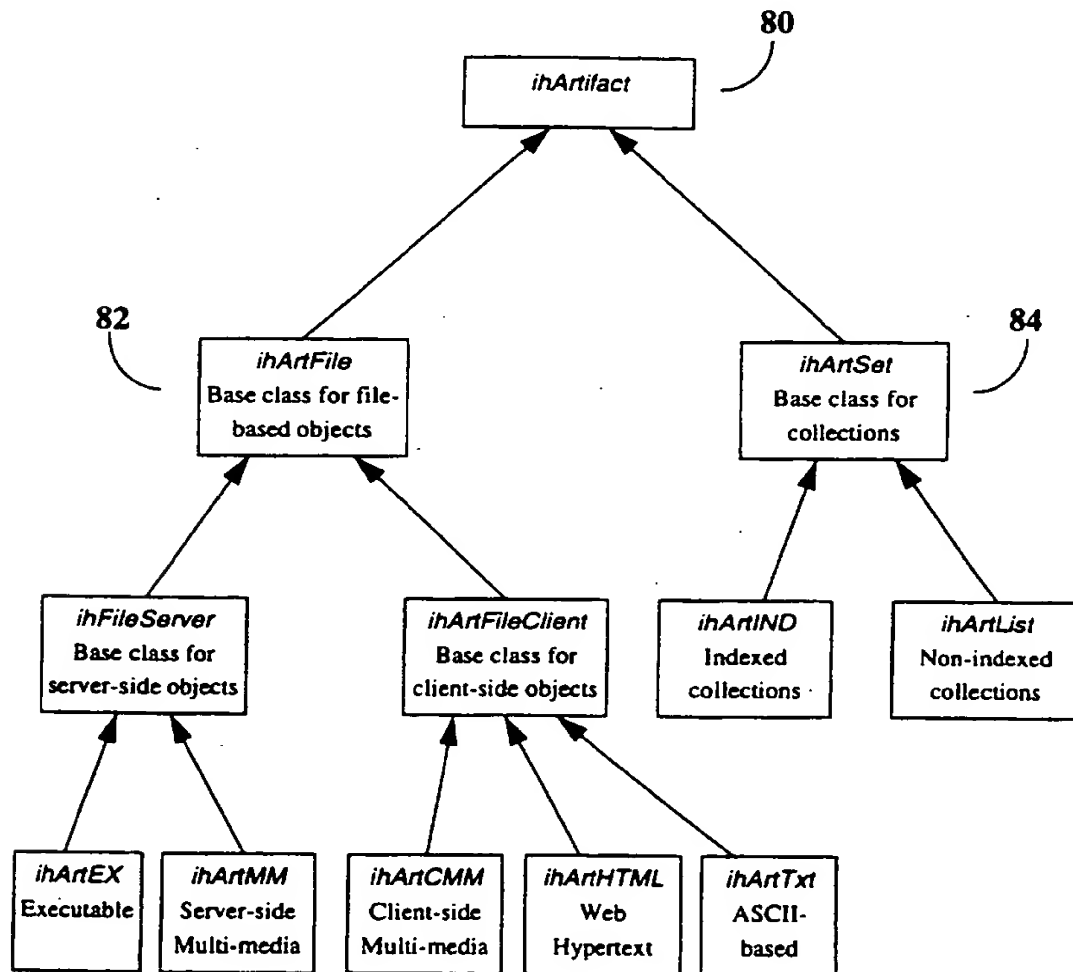 80
ihArtifact
82
84
ihArtFile
Base class for file-
based objects
ihArtSet
Base class for
collections
ihFileServer
Base class for
server-side objects
ihArtFileClient
Base class for
client-side objects
ihArtIND
Indexed
collections
ihArtList
Non-indexed
collections
ihArtEX
Executable
ihArtMM
Server-side
Multi-media
ihArtCMM
Client-side
Multi-media
ihArtHTML
Web
Hypertext
ihArtTxt
ASCII-
based